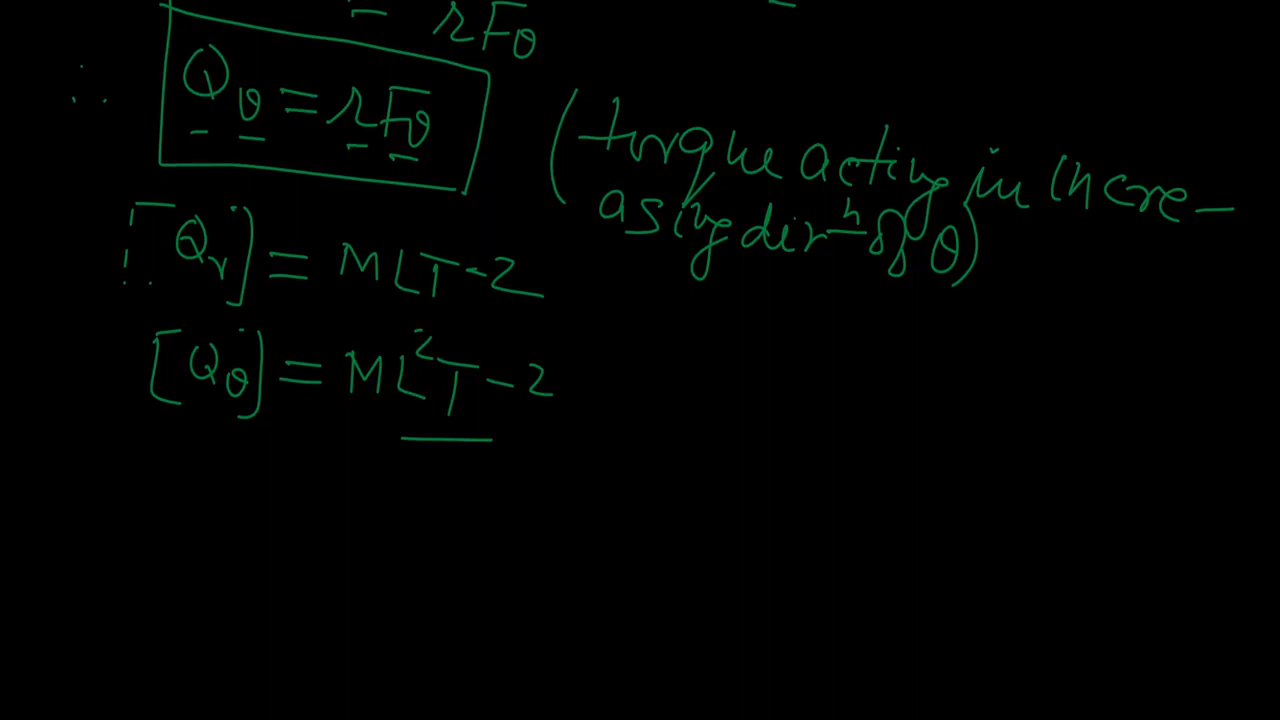 = rFθ
∴ Qθ = rFθ (torque acting in incre-
asing dirⁿ of θ)
[Qr] = MLT-2
[Qθ] = ML²T-2